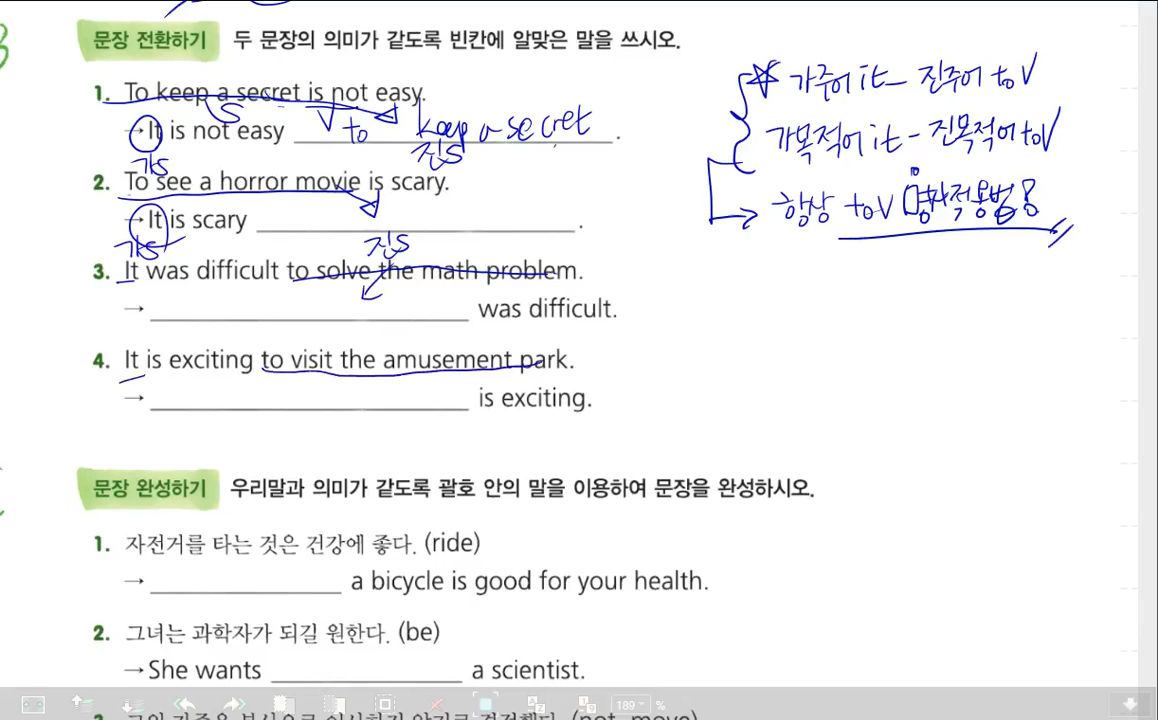 문장 전환하기 두 문장의 의미가 같도록 빈칸에 알맞은 말을 쓰시오.
1. To keep a secret is not easy.
S V
→ It is not easy to keep a secret.
가S 진S
2. To see a horror movie is scary.
→ It is scary .
가S 진S
3. It was difficult to solve the math problem.
→ was difficult.
4. It is exciting to visit the amusement park.
→ is exciting.
가주어 it - 진주어 to V
가목적어 it - 진목적어 to V
항상 to V 명사적용법용
문장 완성하기 우리말과 의미가 같도록 괄호 안의 말을 이용하여 문장을 완성하시오.
1. 자전거를 타는 것은 건강에 좋다. (ride)
→ a bicycle is good for your health.
2. 그녀는 과학자가 되길 원한다. (be)
→ She wants a scientist.
189 %